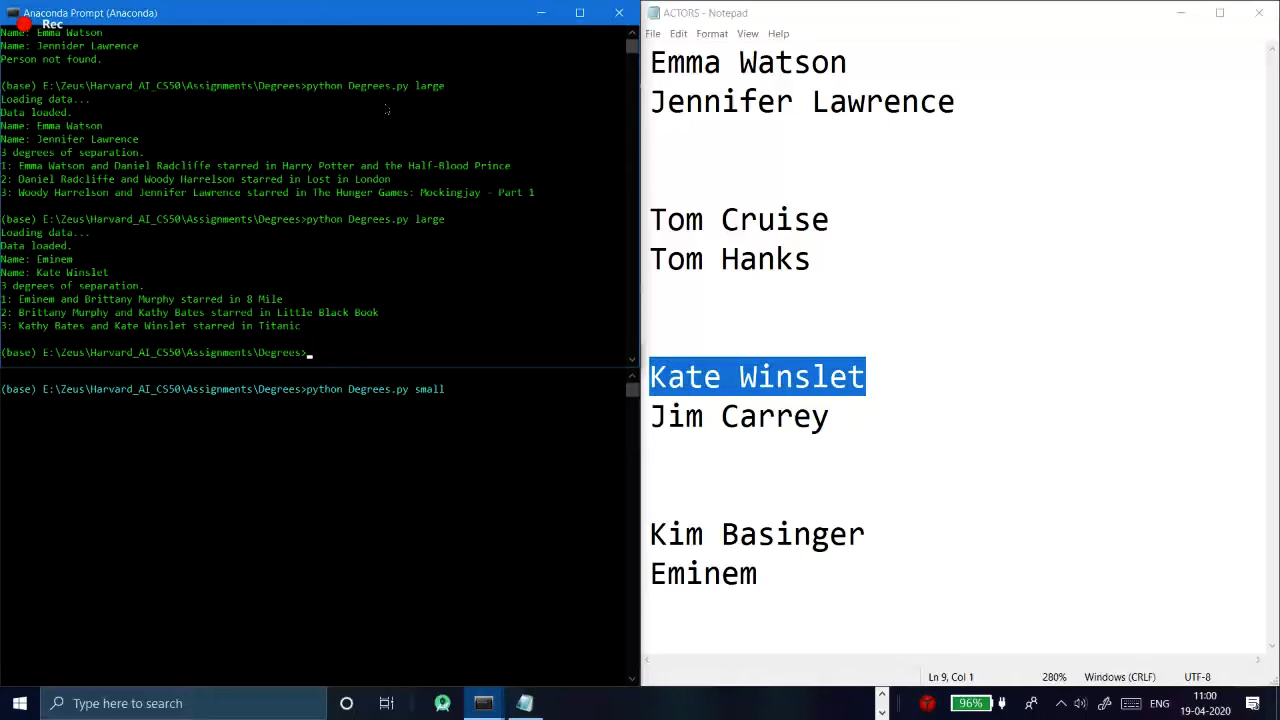 Anaconda Prompt (Anaconda)
Rec
Name: Emma Watson
Name: Jennider Lawrence
Person not found.
(base) E:\Zeus\Harvard_AI_CS50\Assignments\Degrees>python Degrees.py large
Loading data...
Data loaded.
Name: Emma Watson
Name: Jennifer Lawrence
3 degrees of separation.
1: Emma Watson and Daniel Radcliffe starred in Harry Potter and the Half-Blood Prince
2: Daniel Radcliffe and Woody Harrelson starred in Lost in London
3: Woody Harrelson and Jennifer Lawrence starred in The Hunger Games: Mockingjay - Part 1
(base) E:\Zeus\Harvard_AI_CS50\Assignments\Degrees>python Degrees.py large
Loading data...
Data loaded.
Name: Eminem
Name: Kate Winslet
3 degrees of separation.
1: Eminem and Brittany Murphy starred in 8 Mile
2: Brittany Murphy and Kathy Bates starred in Little Black Book
3: Kathy Bates and Kate Winslet starred in Titanic
(base) E:\Zeus\Harvard_AI_CS50\Assignments\Degrees>
(base) E:\Zeus\Harvard_AI_CS50\Assignments\Degrees>python Degrees.py small
ACTORS - Notepad
File Edit Format View Help
Emma Watson
Jennifer Lawrence
Tom Cruise
Tom Hanks
Kate Winslet
Jim Carrey
Kim Basinger
Eminem
Ln 9, Col 1 280% Windows (CRLF) UTF-8
Type here to search
96%
ENG
11:00
19-04-2020